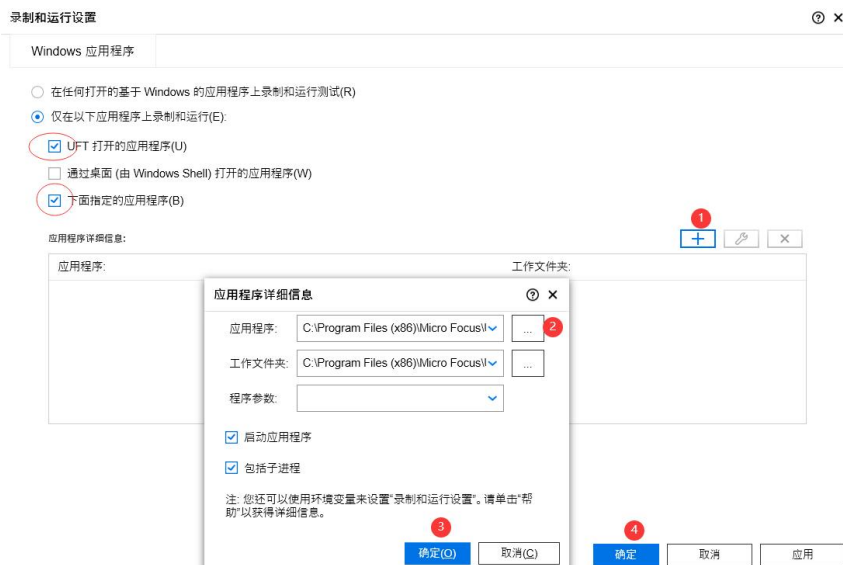 录制和运行设置
Windows 应用程序
在任何打开的基于 Windows 的应用程序上录制和运行测试(R)
仅在以下应用程序上录制和运行(E):
UFT 打开的应用程序(U)
通过桌面 (由 Windows Shell) 打开的应用程序(W)
下面指定的应用程序(B)
1
应用程序详细信息:
应用程序: 工作文件夹:
应用程序详细信息
应用程序: C:\Program Files (x86)\Micro Focus\ ... 2
工作文件夹: C:\Program Files (x86)\Micro Focus\ ...
程序参数:
启动应用程序
包括子进程
注: 您还可以使用环境变量来设置“录制和运行设置”。请单击“帮
助”以获得详细信息。
3 4
确定(O) 取消(C) 确定 取消 应用